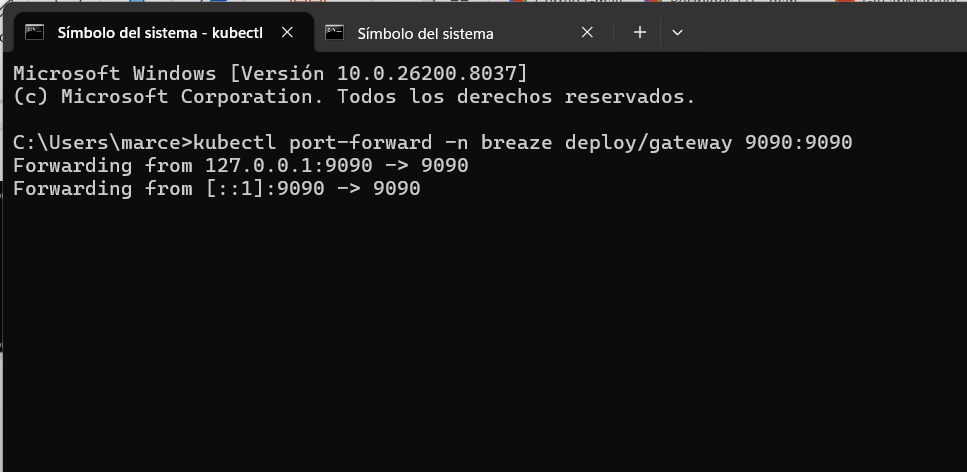 Símbolo del sistema - kubectl
Símbolo del sistema
Microsoft Windows [Versión 10.0.26200.8037]
(c) Microsoft Corporation. Todos los derechos reservados.
C:\Users\marce>kubectl port-forward -n breaze deploy/gateway 9090:9090
Forwarding from 127.0.0.1:9090 -> 9090
Forwarding from [::1]:9090 -> 9090